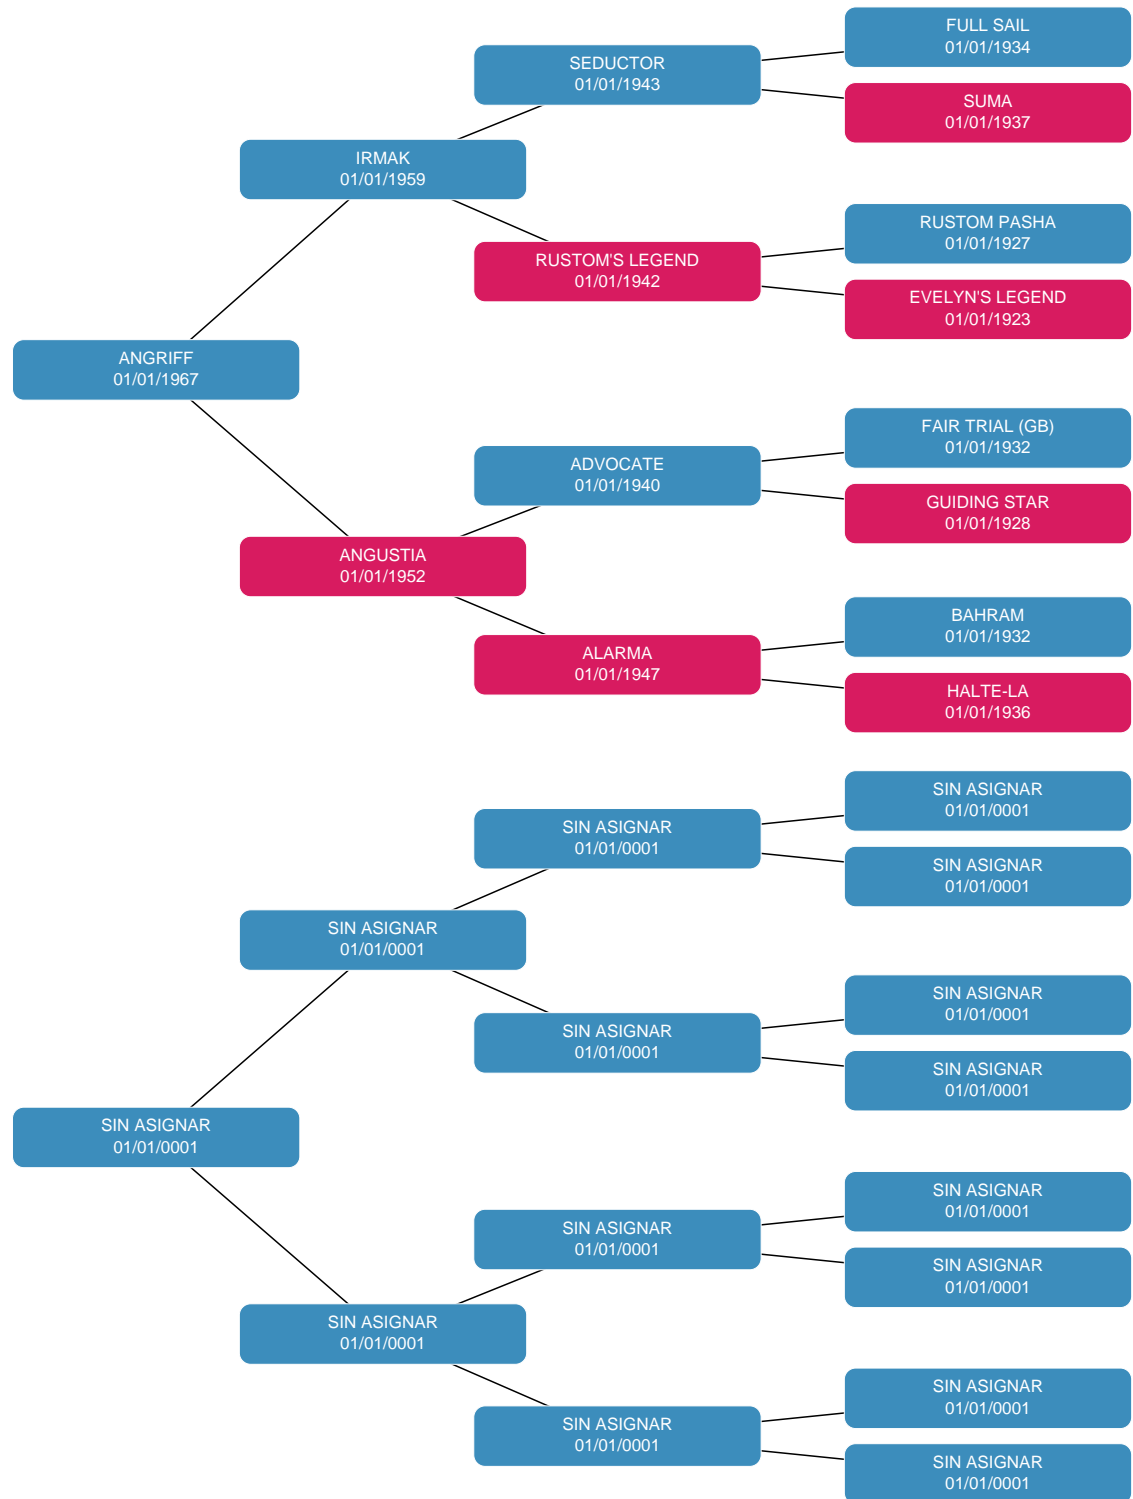 FULL SAIL
01/01/1934
SEDUCTOR
01/01/1943
SUMA
01/01/1937
IRMAK
01/01/1959
RUSTOM PASHA
01/01/1927
RUSTOM'S LEGEND
01/01/1942
EVELYN'S LEGEND
01/01/1923
ANGRIFF
01/01/1967
FAIR TRIAL (GB)
01/01/1932
ADVOCATE
01/01/1940
GUIDING STAR
01/01/1928
ANGUSTIA
01/01/1952
BAHRAM
01/01/1932
ALARMA
01/01/1947
HALTE-LA
01/01/1936
SIN ASIGNAR
01/01/0001
SIN ASIGNAR
01/01/0001
SIN ASIGNAR
01/01/0001
SIN ASIGNAR
01/01/0001
SIN ASIGNAR
01/01/0001
SIN ASIGNAR
01/01/0001
SIN ASIGNAR
01/01/0001
SIN ASIGNAR
01/01/0001
SIN ASIGNAR
01/01/0001
SIN ASIGNAR
01/01/0001
SIN ASIGNAR
01/01/0001
SIN ASIGNAR
01/01/0001
SIN ASIGNAR
01/01/0001
SIN ASIGNAR
01/01/0001
SIN ASIGNAR
01/01/0001